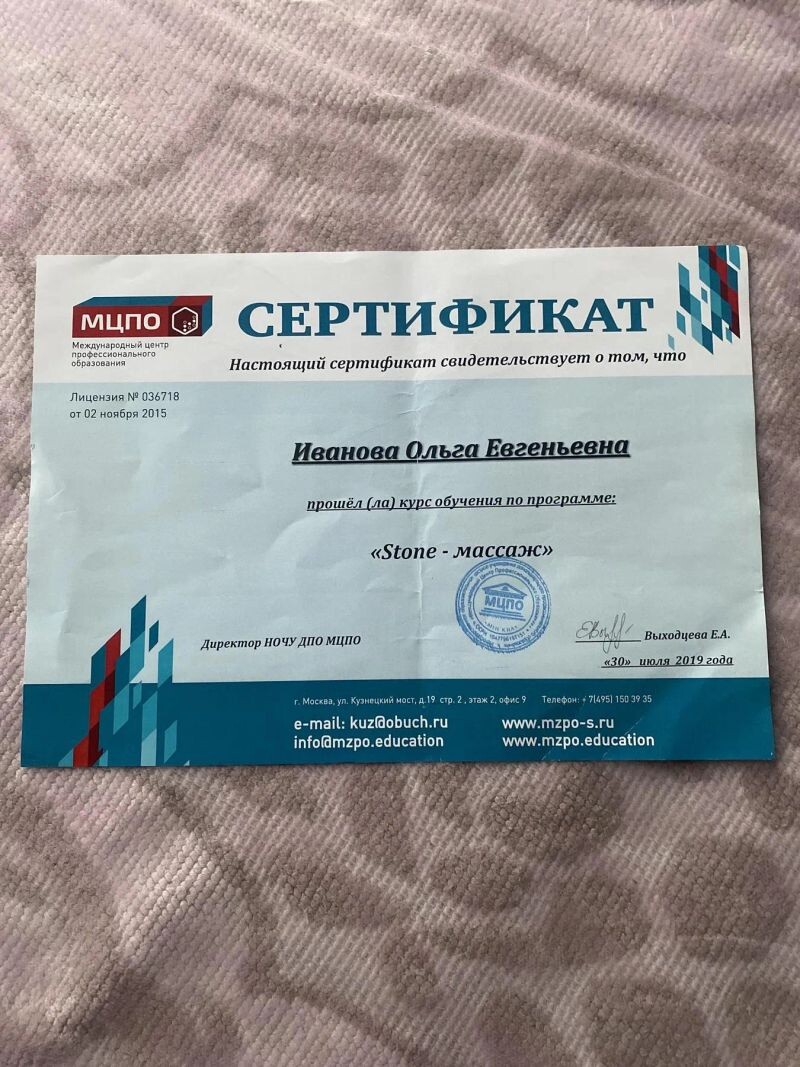 МЦПО
Международный центр
профессионального
образования
СЕРТИФИКАТ
Настоящий сертификат свидетельствует о том, что
Лицензия № 036718
от 02 ноября 2015
Иванова Ольга Евгеньевна
прошёл (ла) курс обучения по программе:
«Stone - массаж»
МЦПО
Директор НОЧУ ДПО МЦПО
Выходцева Е.А.
«30» июля 2019 года
г. Москва, ул. Кузнецкий мост, д.19 стр. 2 , этаж 2, офис 9 Телефон: + 7(495) 150 39 35
e-mail: kuz@obuch.ru www.mzpo-s.ru
info@mzpo.education www.mzpo.education